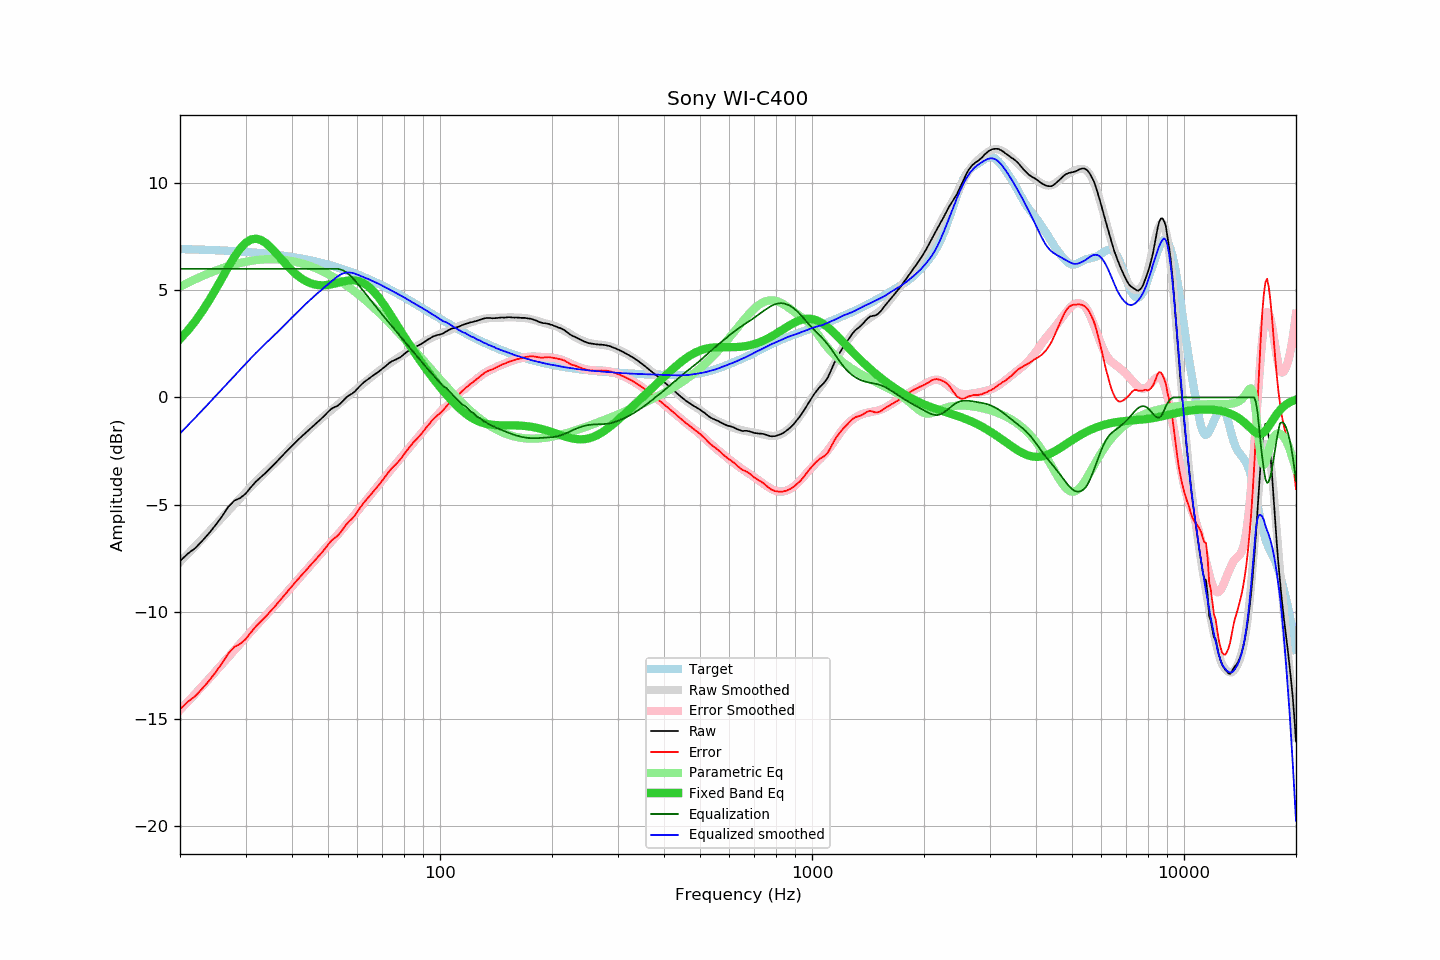 Sony WI-C400
Amplitude (dBr)
10
5
0
−5
−10
−15
−20
Target
Raw Smoothed
Error Smoothed
Raw
Error
Parametric Eq
Fixed Band Eq
Equalization
Equalized smoothed
100
1000
10000
Frequency (Hz)